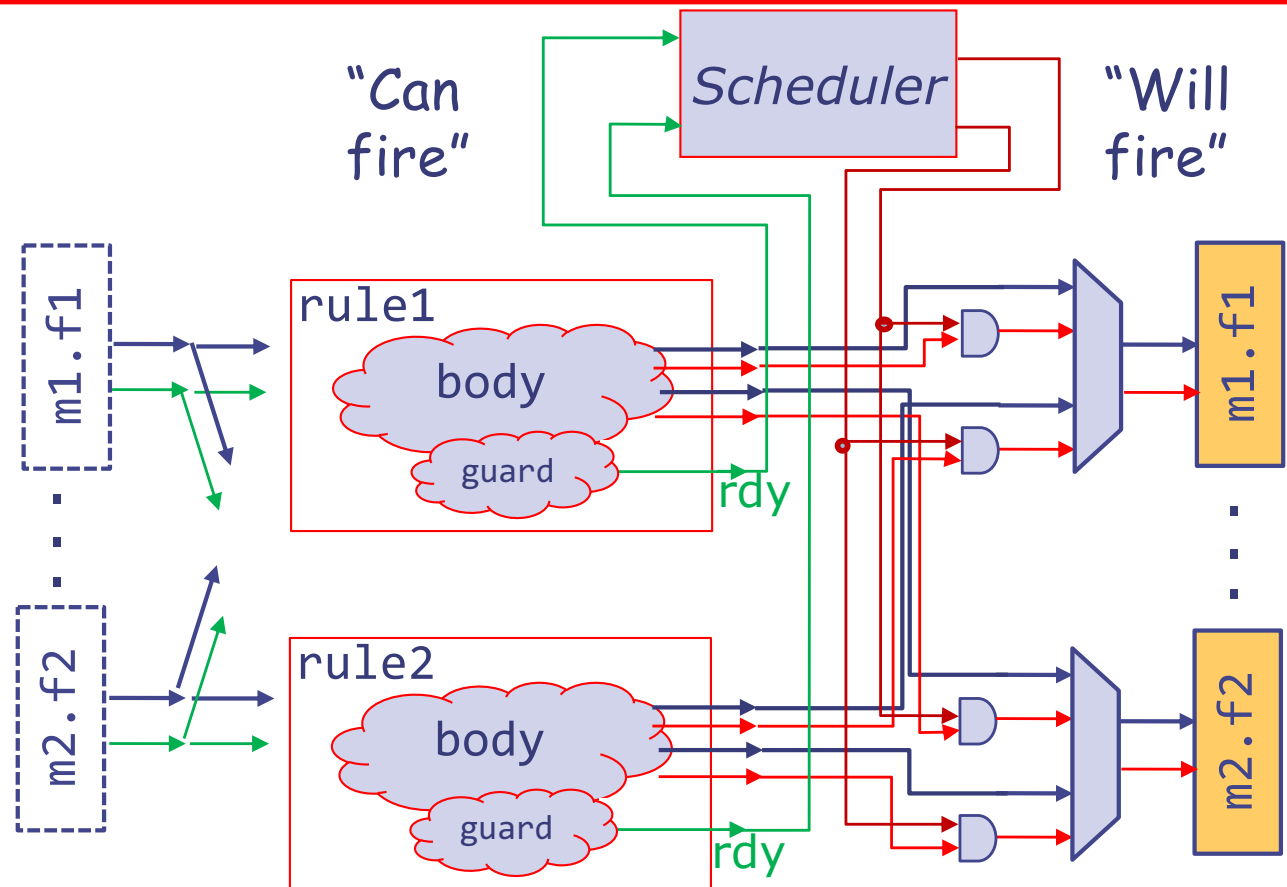 “Can
fire”
Scheduler
“Will
fire”
m1.f1
rule1
body
guard
rdy
m1.f1
m2.f2
rule2
body
guard
rdy
m2.f2